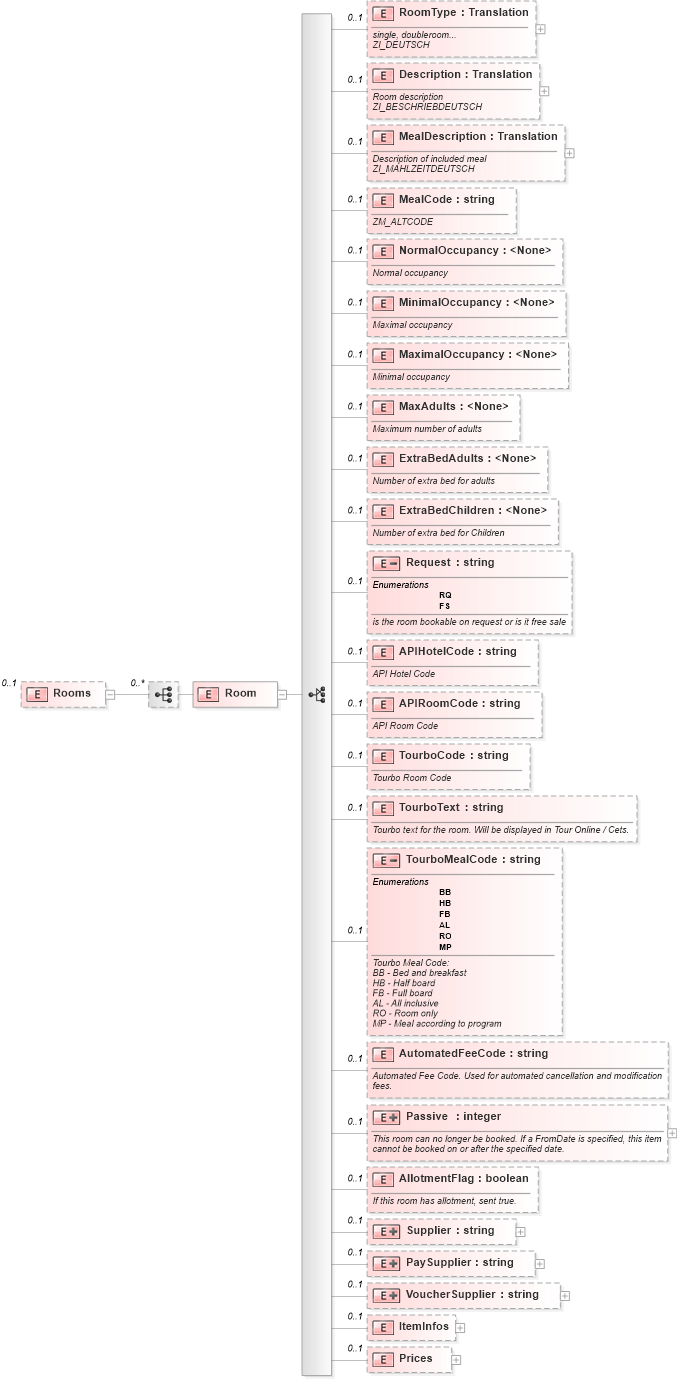 0..1
E RoomType : Translation
single, doubleroom...
ZI_DEUTSCH
0..1
E Description : Translation
Room description
ZI_BESCHRIEBDEUTSCH
0..1
E MealDescription : Translation
Description of included meal
ZI_MAHLZEITDEUTSCH
0..1
E MealCode : string
ZM_ALTCODE
0..1
E NormalOccupancy : <None>
Normal occupancy
0..1
E MinimalOccupancy : <None>
Maximal occupancy
0..1
E MaximalOccupancy : <None>
Minimal occupancy
0..1
E MaxAdults : <None>
Maximum number of adults
0..1
E ExtraBedAdults : <None>
Number of extra bed for adults
0..1
E ExtraBedChildren : <None>
Number of extra bed for Children
0..1
E Request : string
Enumerations
RQ
FS
is the room bookable on request or is it free sale
0..1
E APIHotelCode : string
API Hotel Code
0..1
E Rooms
0..*
E Room
0..1
E APIRoomCode : string
API Room Code
0..1
E TourboCode : string
Tourbo Room Code
0..1
E TourboText : string
Tourbo text for the room. Will be displayed in Tour Online / Cets.
0..1
E TourboMealCode : string
Enumerations
BB
HB
FB
AL
RO
MP
Tourbo Meal Code:
BB - Bed and breakfast
HB - Half board
FB - Full board
AL - All inclusive
RO - Room only
MP - Meal according to program
0..1
E AutomatedFeeCode : string
Automated Fee Code. Used for automated cancellation and modification
fees.
0..1
E Passive : integer
This room can no longer be booked. If a FromDate is specified, this item
cannot be booked on or after the specified date.
0..1
E AllotmentFlag : boolean
If this room has allotment, sent true.
0..1
E Supplier : string
0..1
E PaySupplier : string
0..1
E VoucherSupplier : string
0..1
E ItemInfos
0..1
E Prices